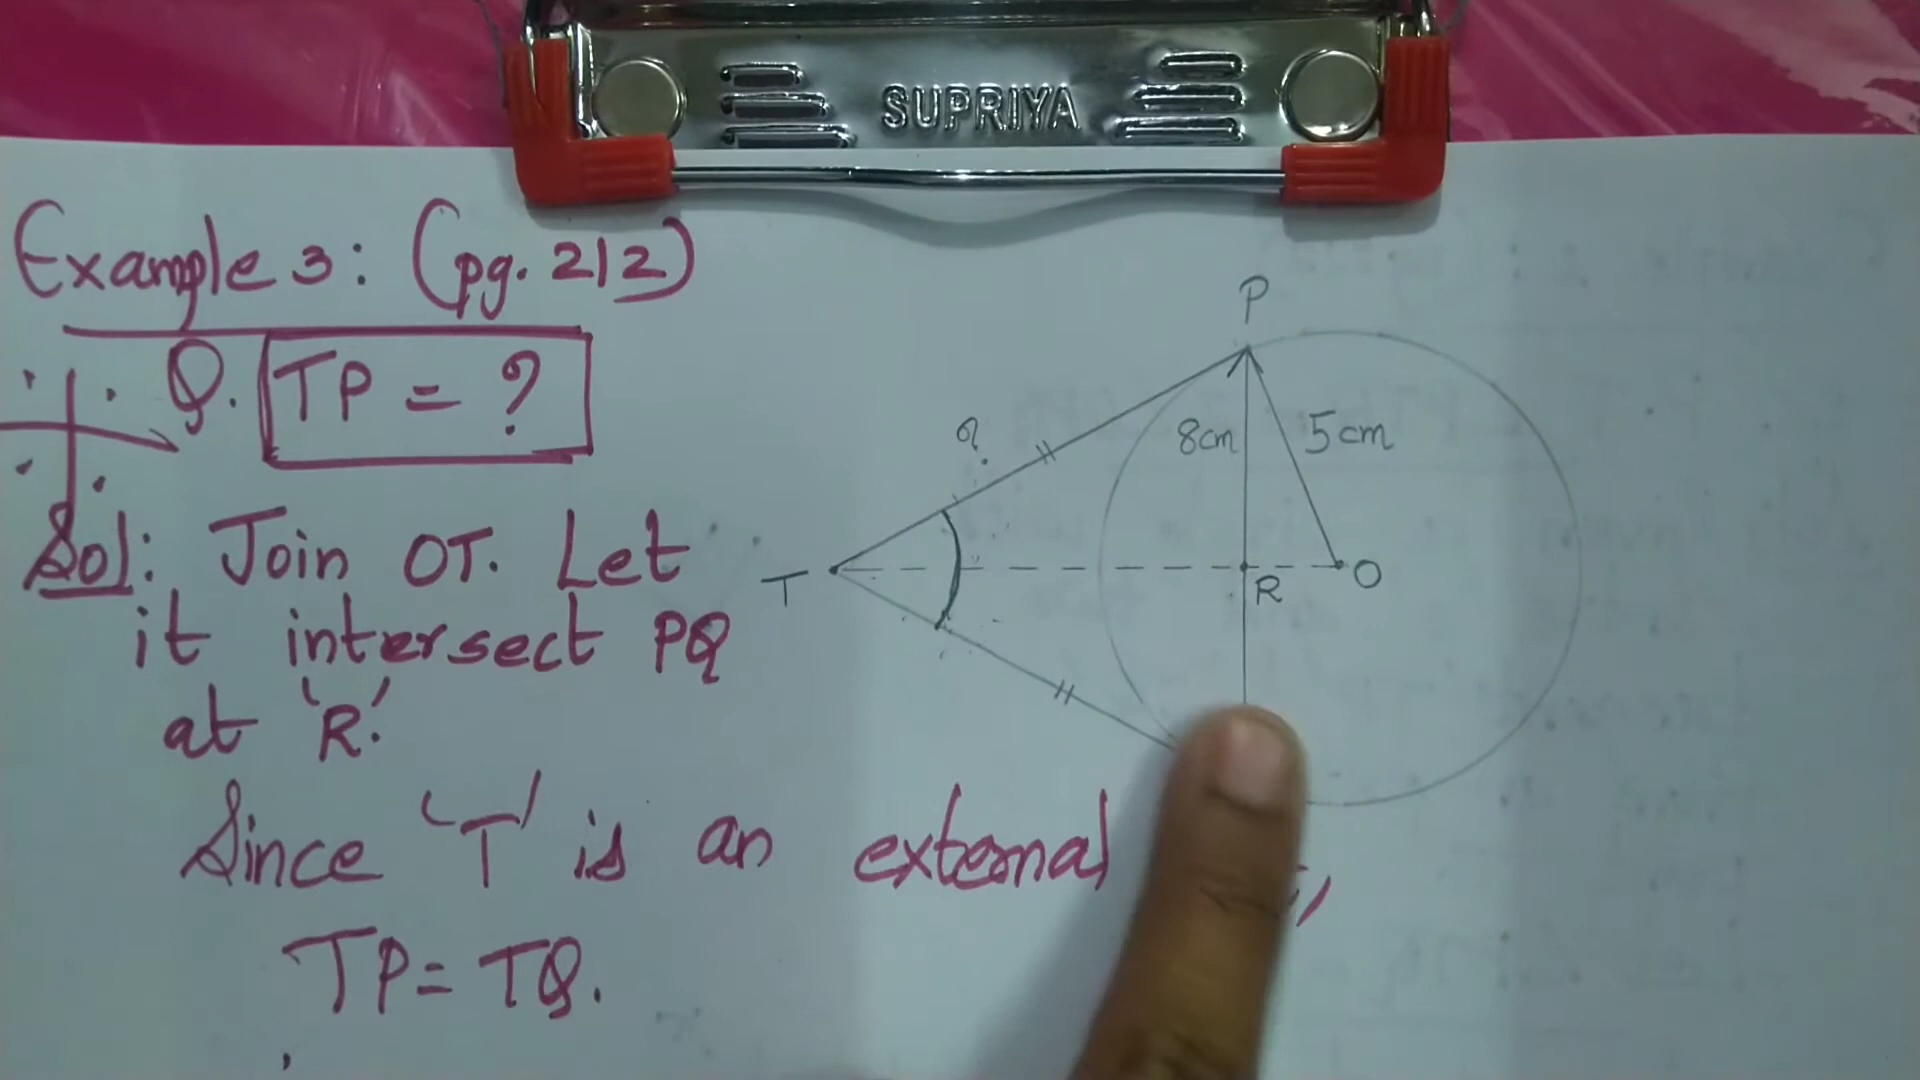 SUPRIYA
Example 3: (pg. 212)
Q. TP = ?
Sol: Join OT. Let
it intersect PQ
at 'R'.
Since 'T' is an external
TP = TQ.
P
?
8cm
5cm
T
R
O